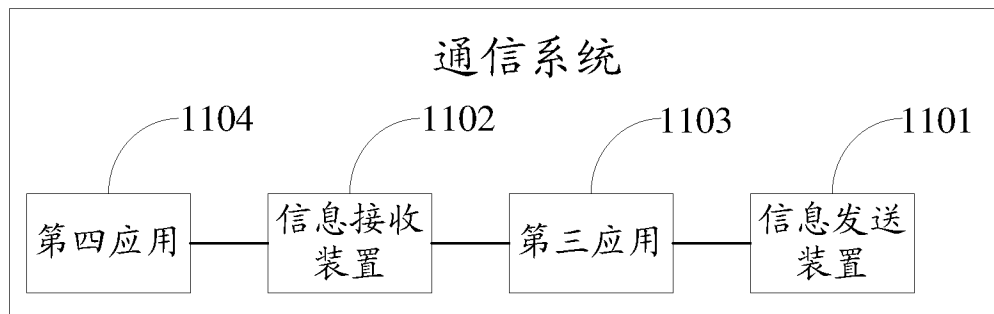 通信系统
1104
1102
1103
1101
第四应用
信息接收
装置
第三应用
信息发送
装置